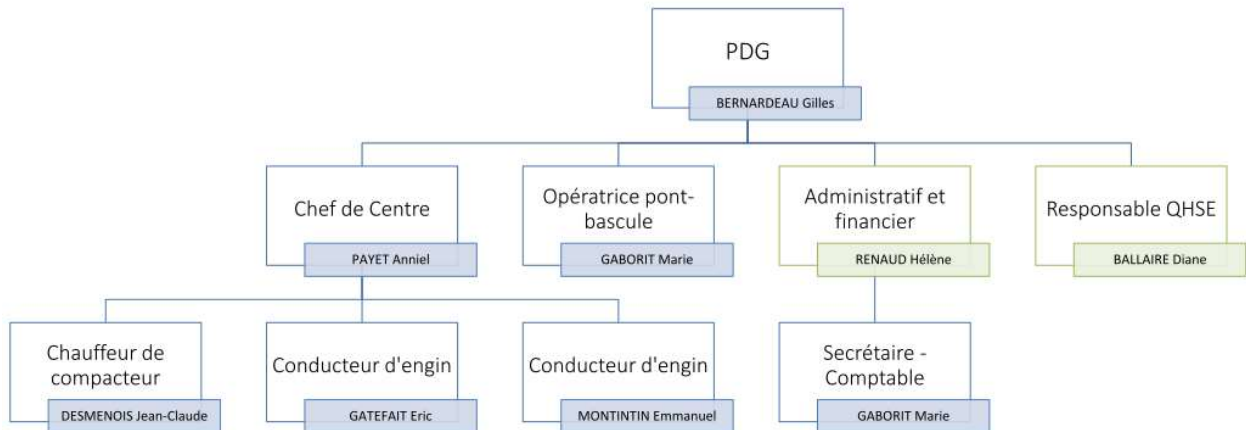 PDG
BERNARDEAU Gilles
Chef de Centre
PAYET Anniel
Opératrice pont-
bascule
GABORIT Marie
Administratif et
financier
RENAUD Hélène
Responsable QHSE
BALLAIRE Diane
Chauffeur de
compacteur
DESMENOIS Jean-Claude
Conducteur d'engin
GATEFAIT Eric
Conducteur d'engin
MONTINTIN Emmanuel
Secrétaire -
Comptable
GABORIT Marie